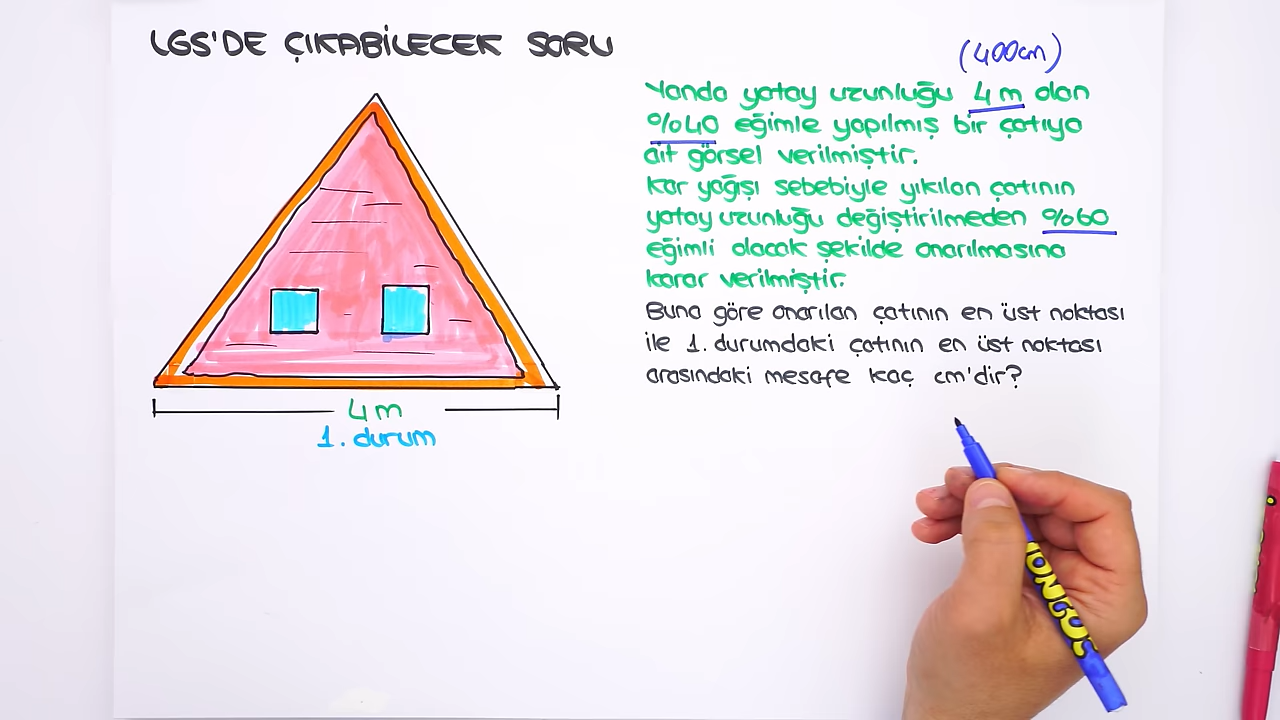 LGS'DE ÇIKABİLECEK SORU
(400cm)
Yanda yatay uzunluğu 4 m olan
%40 eğimle yapılmış bir çatıya
ait görsel verilmiştir.
Kar yağışı sebebiyle yıkılan çatının
yatay uzunluğu değiştirilmeden %60
eğimli olacak şekilde onarılmasına
karar verilmiştir.
Buna göre onarılan çatının en üst noktası
ile 1. durumdaki çatının en üst noktası
arasındaki mesafe kaç cm'dir?
4 m
1. durum